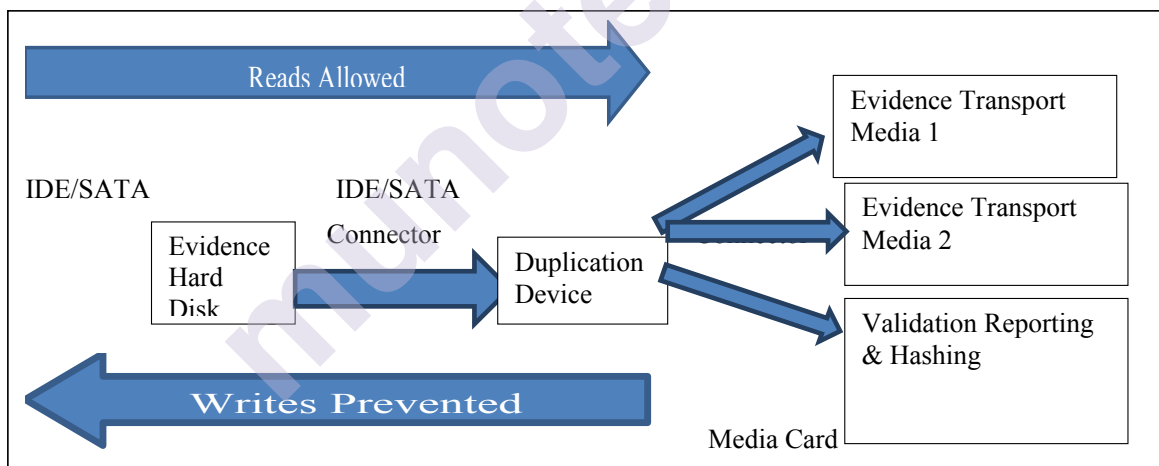 Reads Allowed
Evidence Transport
Media 1
IDE/SATA
IDE/SATA
Connector
Evidence
Hard
Disk
Duplication
Device
Evidence Transport
Media 2
Validation Reporting
& Hashing
Writes Prevented
Media Card
munote